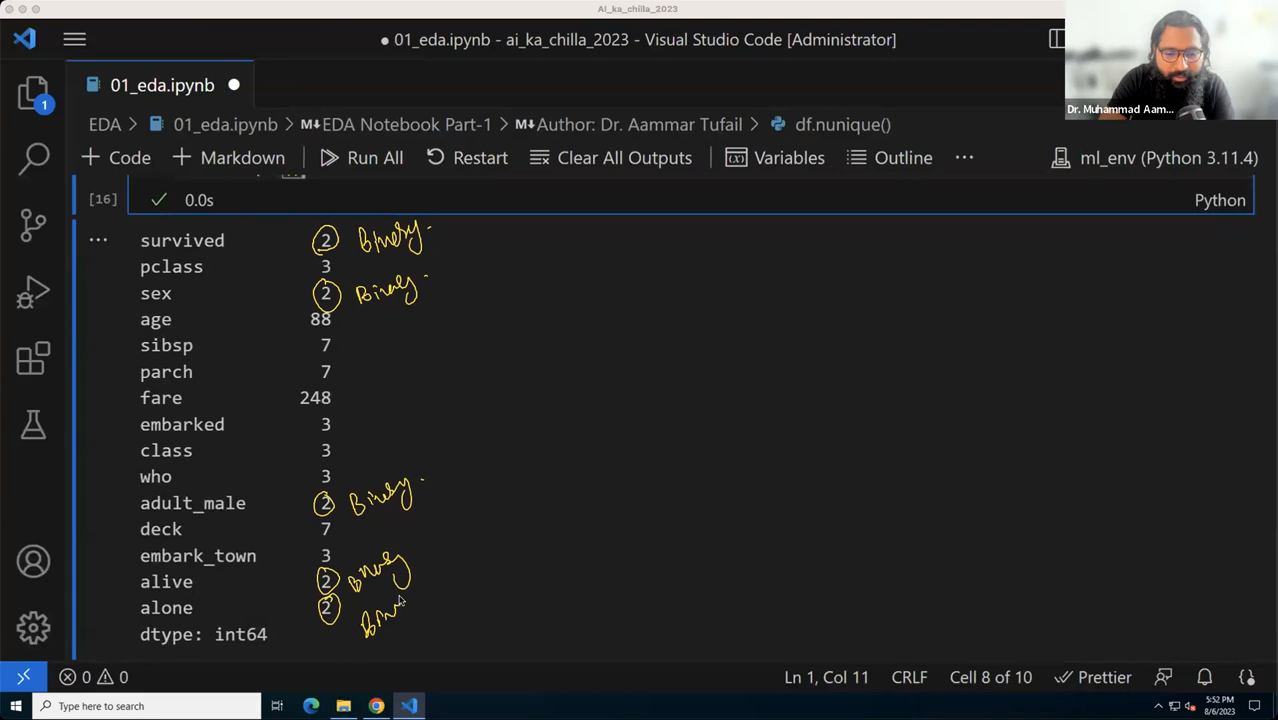 Ai_ka_chilla_2023
01_eda.ipynb - ai_ka_chilla_2023 - Visual Studio Code [Administrator]
Dr. Muhammad Aam...
1
01_eda.ipynb
EDA > 01_eda.ipynb > M↓EDA Notebook Part-1 > M↓Author: Dr. Aammar Tufail > df.nunique()
+ Code + Markdown Run All Restart Clear All Outputs Variables Outline ... ml_env (Python 3.11.4)
[16] 0.0s Python
... survived 2 Binary.
pclass 3
sex 2 Binary.
age 88
sibsp 7
parch 7
fare 248
embarked 3
class 3
who 3
adult_male 2 Binary.
deck 7
embark_town 3
alive 2 Binary
alone 2 Bin
dtype: int64
0 0 Ln 1, Col 11 CRLF Cell 8 of 10 Prettier
Type here to search 5:52 PM
8/6/2023